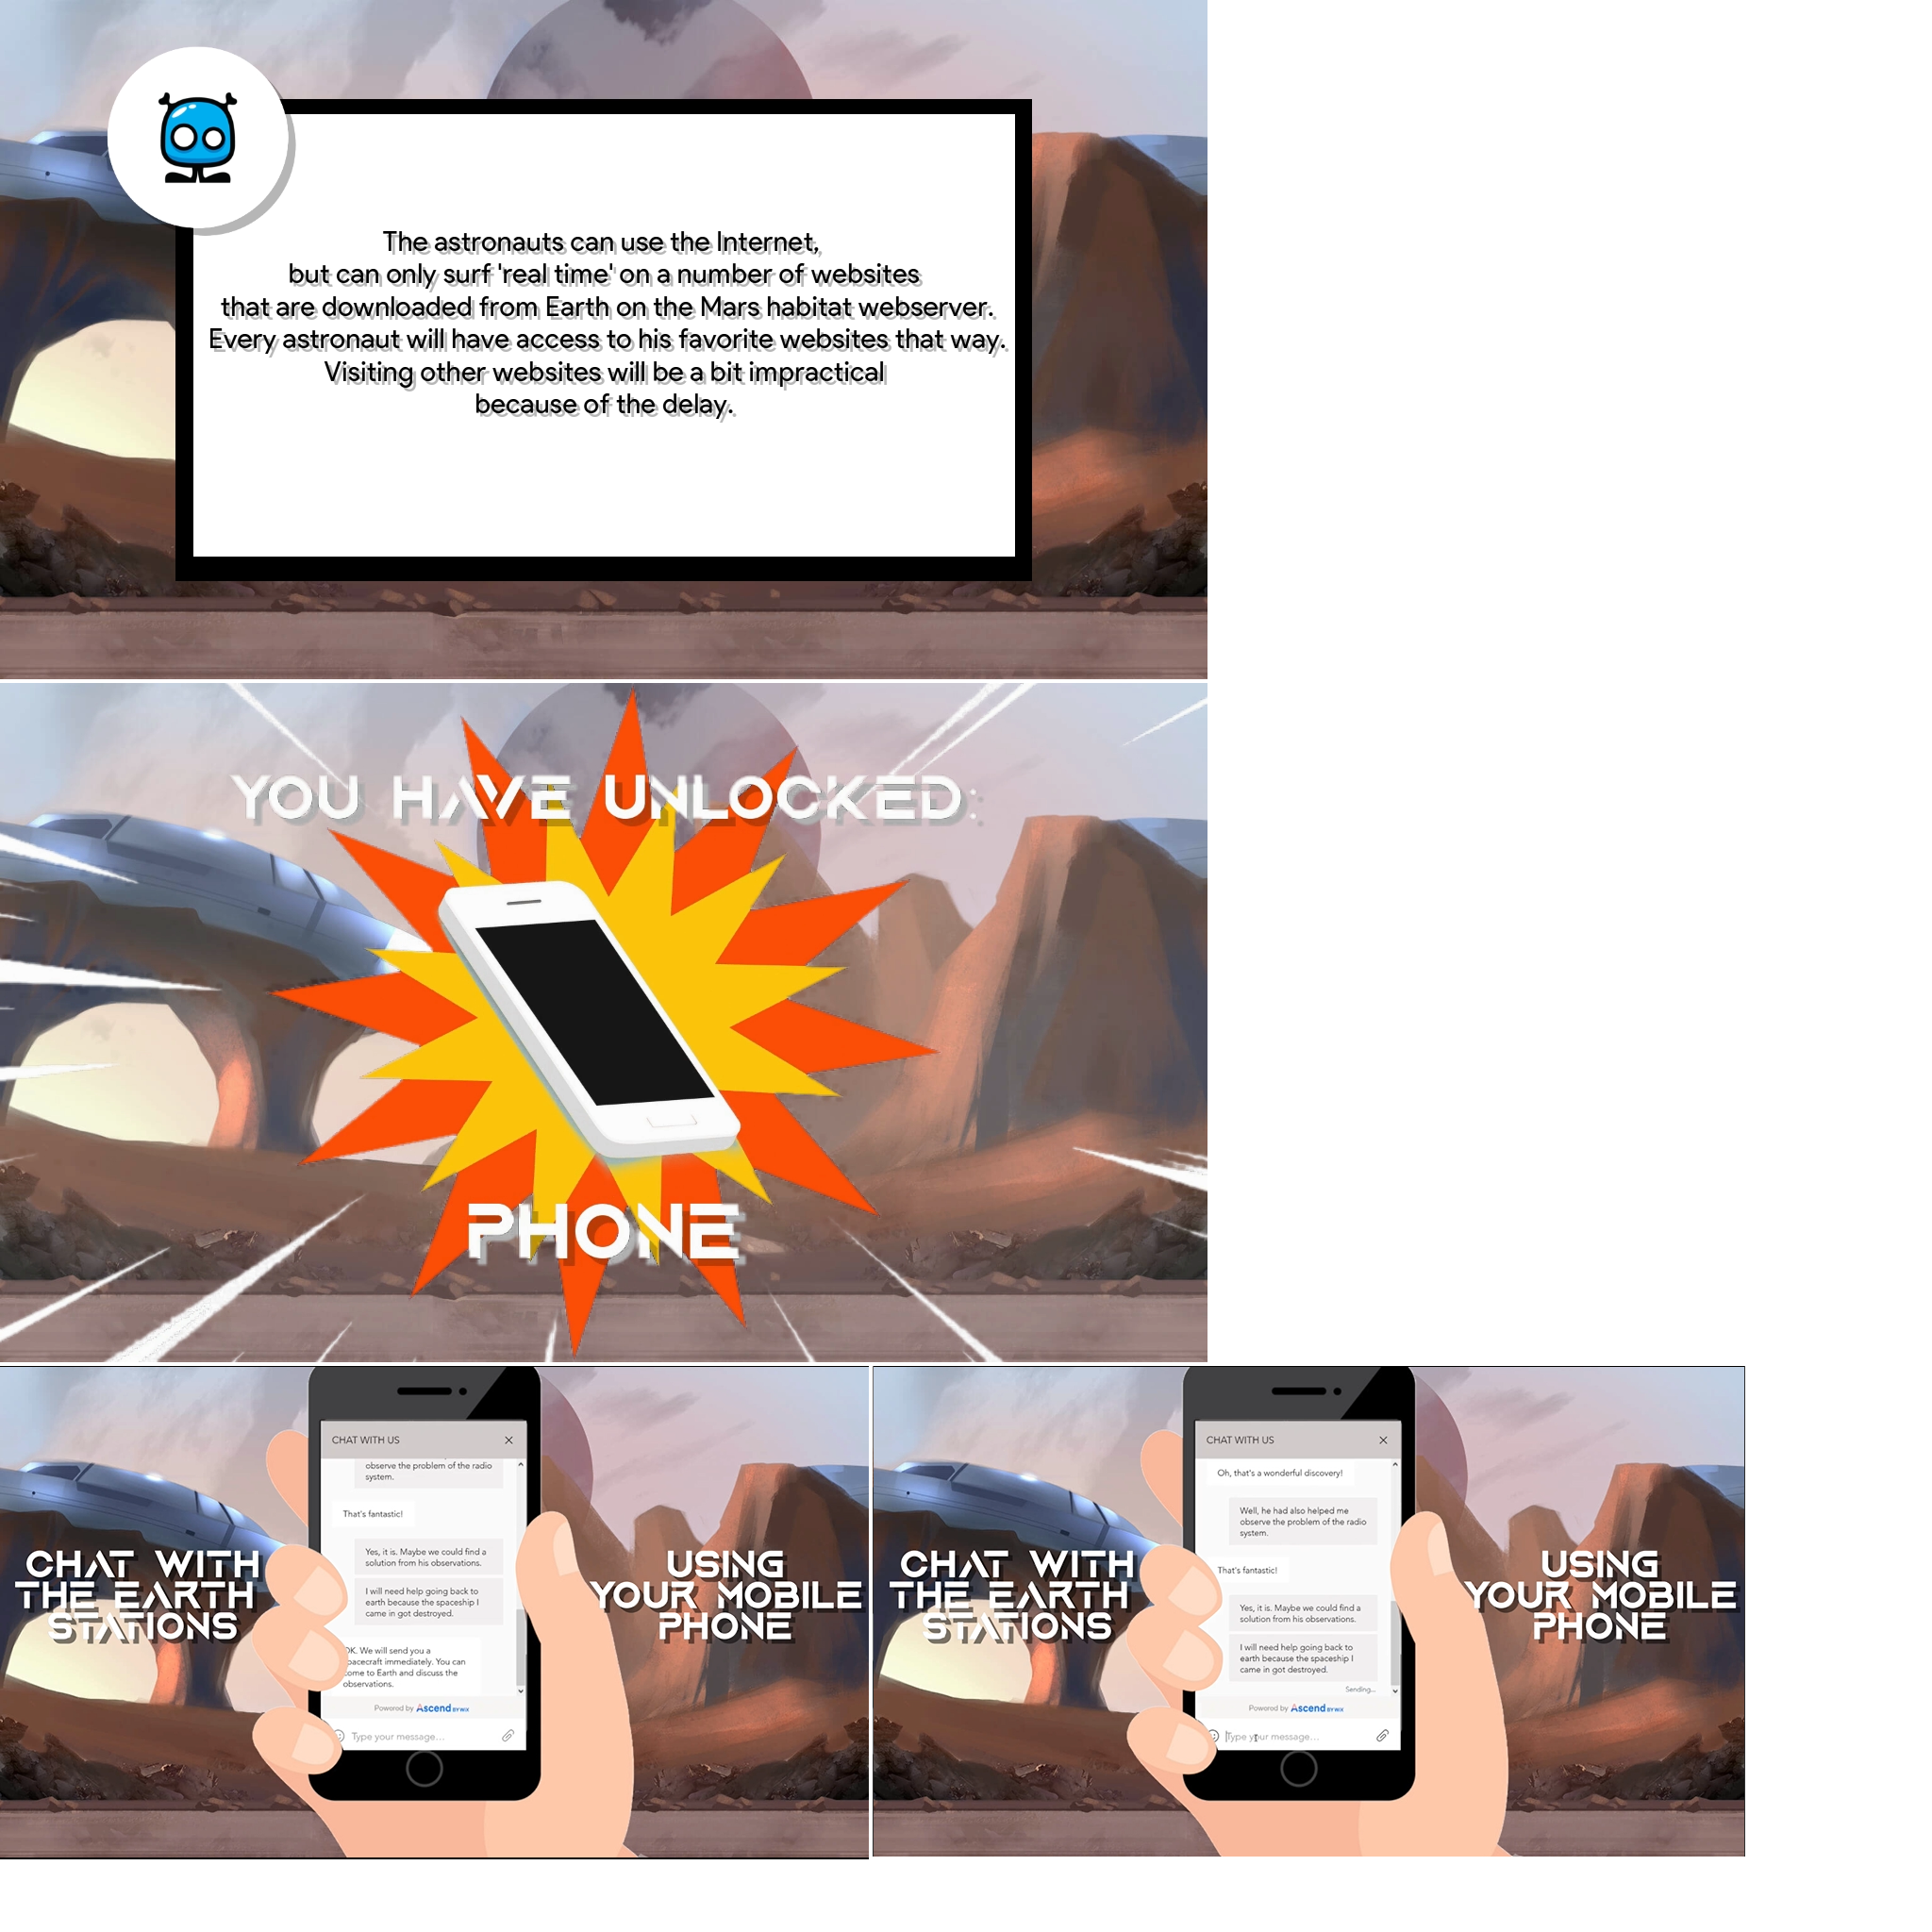 The astronauts can use the Internet,
but can only surf 'real time' on a number of websites
that are downloaded from Earth on the Mars habitat webserver.
Every astronaut will have access to his favorite websites that way.
Visiting other websites will be a bit impractical
because of the delay.
YOU HAVE UNLOCKED:
PHONE
CHAT WITH
THE EARTH
STATIONS
CHAT WITH US
observe the problem of the radio
system.
That's fantastic!
Yes, it is. Maybe we could find a
solution from his observations.
I will need help going back to
earth because the spaceship I
came in got destroyed.
OK. We will send you a
spacecraft immediately. You can
come to Earth and discuss the
observations.
Powered by Ascend BY WIX
Type your message...
USING
YOUR MOBILE
PHONE
CHAT WITH
THE EARTH
STATIONS
CHAT WITH US
Oh, that's a wonderful discovery!
Well, he had also helped me
observe the problem of the radio
system.
That's fantastic!
Yes, it is. Maybe we could find a
solution from his observations.
I will need help going back to
earth because the spaceship I
came in got destroyed.
Sending...
Powered by Ascend BY WIX
Type your message...
USING
YOUR MOBILE
PHONE